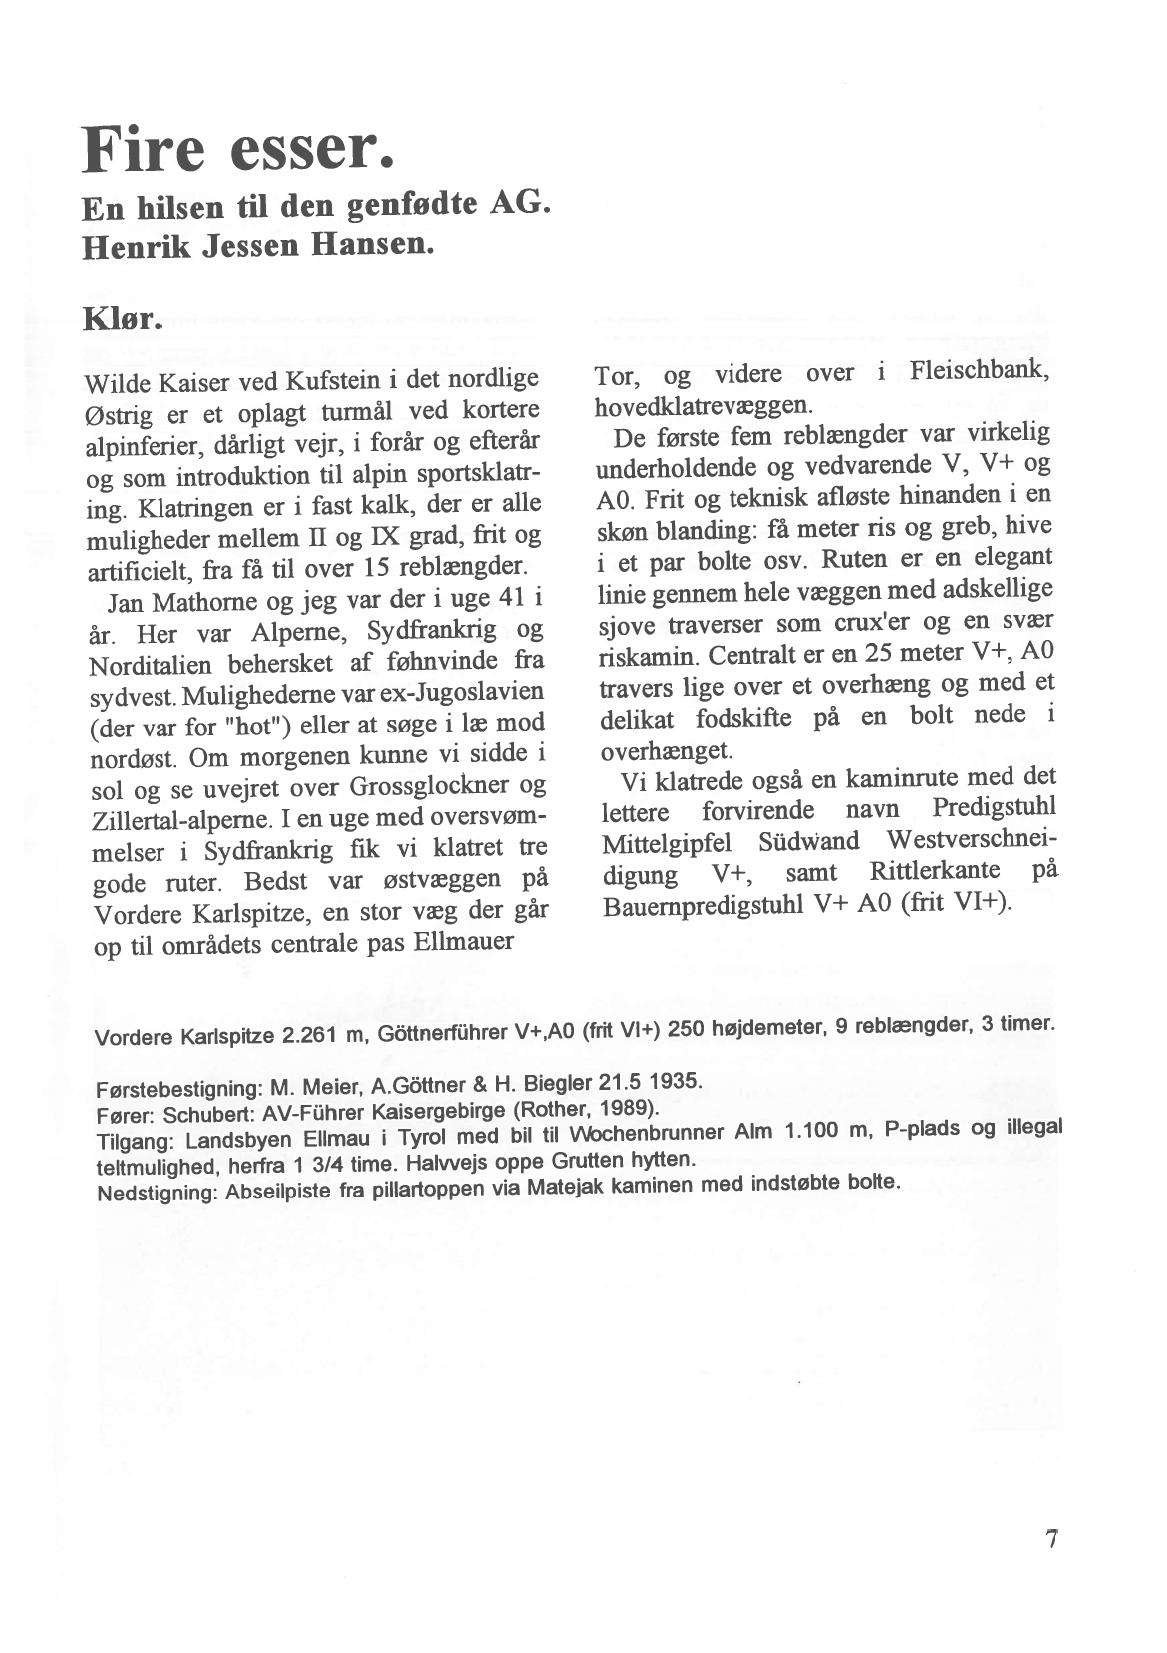 Fire esser.
En hilsen til den genfødte AG.
Henrik Jessen Hansen.
Klør.
Wilde Kaiser ved Kufstein i det nordlige
Østrig er et oplagt turmål ved kortere
alpinferier, dårligt vejr, i forår og efterår
og som introduktion til alpin sportsklatr-
ing. Klatringen er i fast kalk, der er alle
muligheder mellem II og IX grad, frit og
artificielt, fra få til over 15 reblængder.
Jan Mathorne og jeg var der i uge 41 i
år. Her var Alperne, Sydfrankrig og
Norditalien behersket af føhnvinde fra
sydvest. Mulighederne var ex-Jugoslavien
(der var for "hot") eller at søge i læ mod
nordøst. Om morgenen kunne vi sidde i
sol og se uvejret over Grossglockner og
Zillertal-alperne. I en uge med oversvøm-
melser i Sydfrankrig fik vi klatret tre
gode ruter. Bedst var østvæggen på
Vordere Karlspitze, en stor væg der går
op til områdets centrale pas Ellmauer
Tor, og videre over i Fleischbank,
hovedklatrevæggen.
De første fem reblængder var virkelig
underholdende og vedvarende V, V+ og
A0. Frit og teknisk afløste hinanden i en
skøn blanding: få meter ris og greb, hive
i et par bolte osv. Ruten er en elegant
linie gennem hele væggen med adskellige
sjove traverser som crux'er og en svær
riskamin. Centralt er en 25 meter V+, A0
travers lige over et overhæng og med et
delikat fodskifte på en bolt nede i
overhænget.
Vi klatrede også en kaminrute med det
lettere forvirende navn Predigstuhl
Mittelgipfel Südwand Westverschnei-
digung V+, samt Rittlerkante på
Bauernpredigstuhl V+ A0 (frit VI+).
Vordere Karlspitze 2.261 m, Göttnerführer V+,A0 (frit VI+) 250 højdemeter, 9 reblængder, 3 timer.
Førstebestigning: M. Meier, A.Göttner & H. Biegler 21.5 1935.
Fører: Schubert: AV-Führer Kaisergebirge (Rother, 1989).
Tilgang: Landsbyen Ellmau i Tyrol med bil til Wochenbrunner Alm 1.100 m, P-plads og illegal
teltmulighed, herfra 1 3/4 time. Halvvejs oppe Grutten hytten.
Nedstigning: Abseilpiste fra pillartoppen via Matejak kaminen med indstøbte bolte.
7